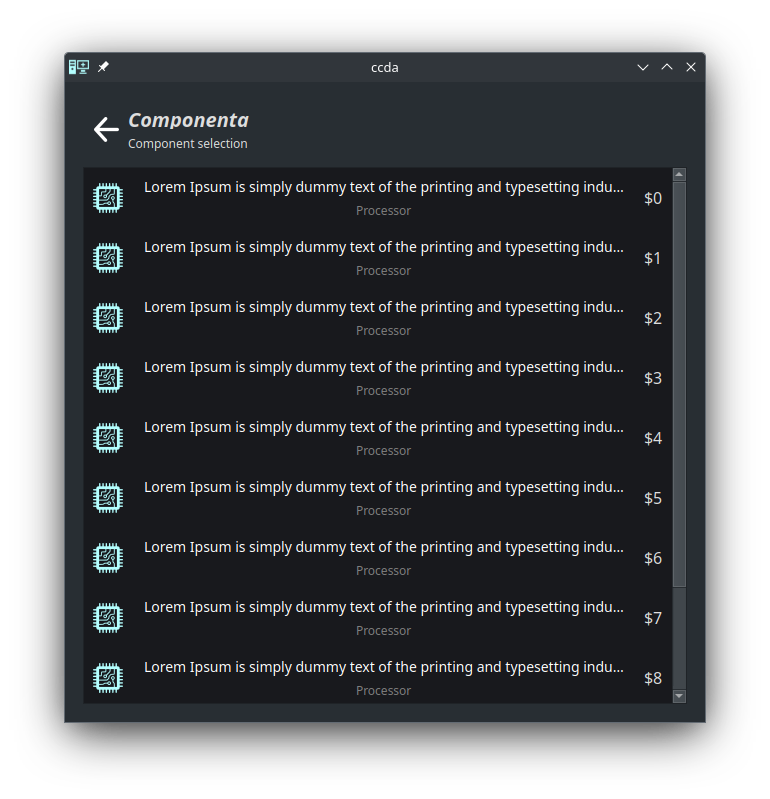 ccda
Componenta
Component selection
Lorem Ipsum is simply dummy text of the printing and typesetting indu...
Processor
$0
Lorem Ipsum is simply dummy text of the printing and typesetting indu...
Processor
$1
Lorem Ipsum is simply dummy text of the printing and typesetting indu...
Processor
$2
Lorem Ipsum is simply dummy text of the printing and typesetting indu...
Processor
$3
Lorem Ipsum is simply dummy text of the printing and typesetting indu...
Processor
$4
Lorem Ipsum is simply dummy text of the printing and typesetting indu...
Processor
$5
Lorem Ipsum is simply dummy text of the printing and typesetting indu...
Processor
$6
Lorem Ipsum is simply dummy text of the printing and typesetting indu...
Processor
$7
Lorem Ipsum is simply dummy text of the printing and typesetting indu...
Processor
$8